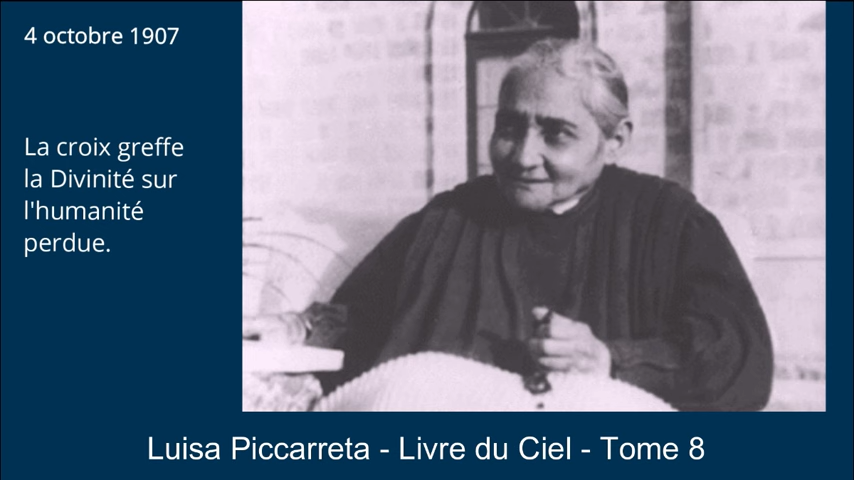 4 octobre 1907
La croix greffe
la Divinité sur
l'humanité
perdue.
Luisa Piccarreta - Livre du Ciel - Tome 8